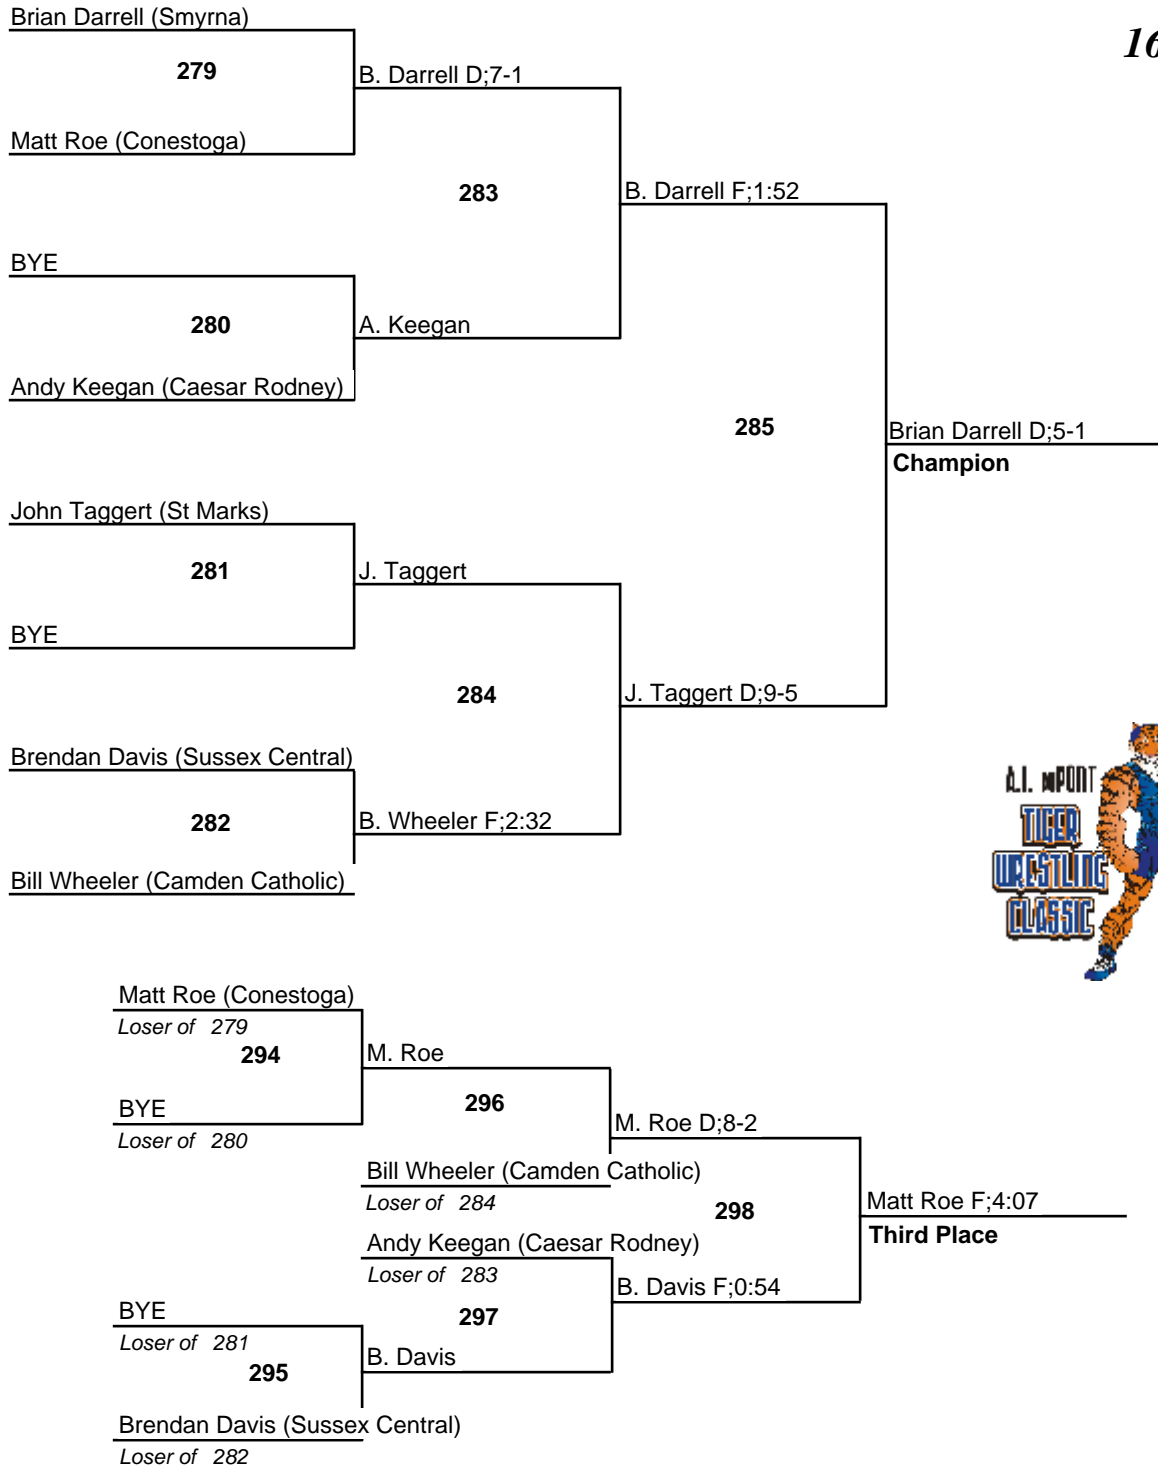 Brian Darrell (Smyrna)
16
279
B. Darrell D;7-1
Matt Roe (Conestoga)
283
B. Darrell F;1:52
BYE
280
A. Keegan
Andy Keegan (Caesar Rodney)
285
Brian Darrell D;5-1
Champion
John Taggert (St Marks)
281
J. Taggert
BYE
284
J. Taggert D;9-5
Brendan Davis (Sussex Central)
282
B. Wheeler F;2:32
Bill Wheeler (Camden Catholic)
A.I. duPONT
TIGER
WRESTLING
CLASSIC
Matt Roe (Conestoga)
Loser of 279
294
M. Roe
BYE
Loser of 280
296
M. Roe D;8-2
Bill Wheeler (Camden Catholic)
Loser of 284
298
Matt Roe F;4:07
Third Place
Andy Keegan (Caesar Rodney)
Loser of 283
B. Davis F;0:54
BYE
Loser of 281
297
295
B. Davis
Brendan Davis (Sussex Central)
Loser of 282